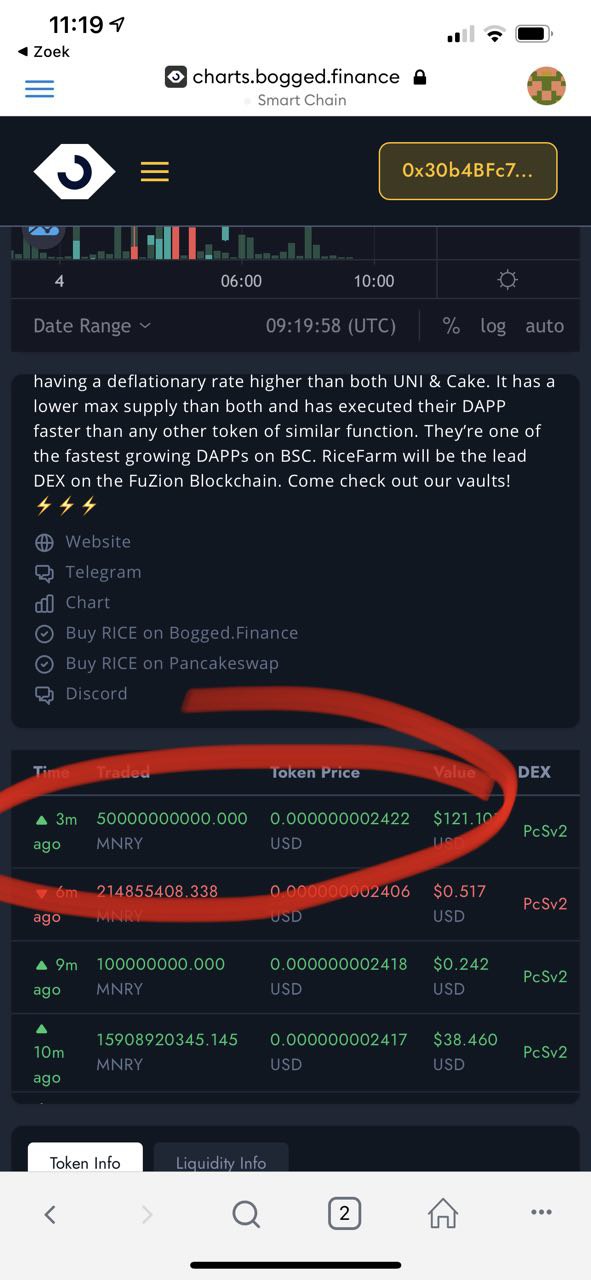 11:19
Zoek
charts.bogged.finance
Smart Chain
0x30b4BFc7...
4 06:00 10:00
Date Range 09:19:58 (UTC) % log auto
having a deflationary rate higher than both UNI & Cake. It has a
lower max supply than both and has executed their DAPP
faster than any other token of similar function. They’re one of
the fastest growing DAPPs on BSC. RiceFarm will be the lead
DEX on the FuZion Blockchain. Come check out our vaults!
⚡⚡⚡
Website
Telegram
Chart
Buy RICE on Bogged.Finance
Buy RICE on Pancakeswap
Discord
Time Traded Token Price Value DEX
▲ 3m 50000000000.000 0.000000002422
ago MNRY USD USD PcSv2
▼ 6m 214855408.338 0.000000002406 $0.517
ago MNRY USD USD PcSv2
▲ 9m 100000000.000 0.000000002418 $0.242
ago MNRY USD USD PcSv2
▲
10m 15908920345.145 0.000000002417 $38.460
ago MNRY USD USD PcSv2
Token Info Liquidity Info
2